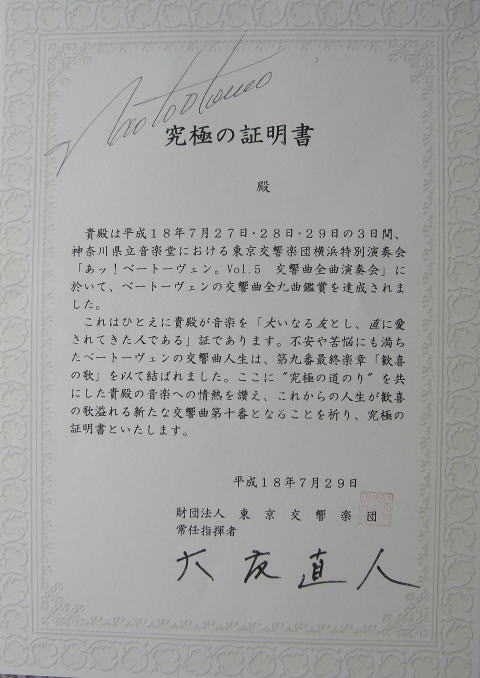 究極の証明書
殿
貴殿は平成18年7月27日・28日・29日の3日間、
神奈川県立音楽堂における東京交響楽団横浜特別演奏会
「あッ!ベートーヴェン。Vol.5　交響曲全曲演奏会」に
於いて、ベートーヴェンの交響曲全九曲鑑賞を達成されま
した。
これはひとえに貴殿が音楽を「大いなる友とし、直に愛
されてきた人である」証であります。不安や苦悩にも満ち
たベートーヴェンの交響曲人生は、第九番最終楽章「歓喜
の歌」を以て結ばれました。ここに〝究極の道のり〞を共
にした貴殿の音楽への情熱を讃え、これからの人生が歓喜
の歌溢れる新たな交響曲第十番となることを祈り、究極の
証明書といたします。
平成18年7月29日
財団法人　東京交響楽団
常任指揮者
大友直人